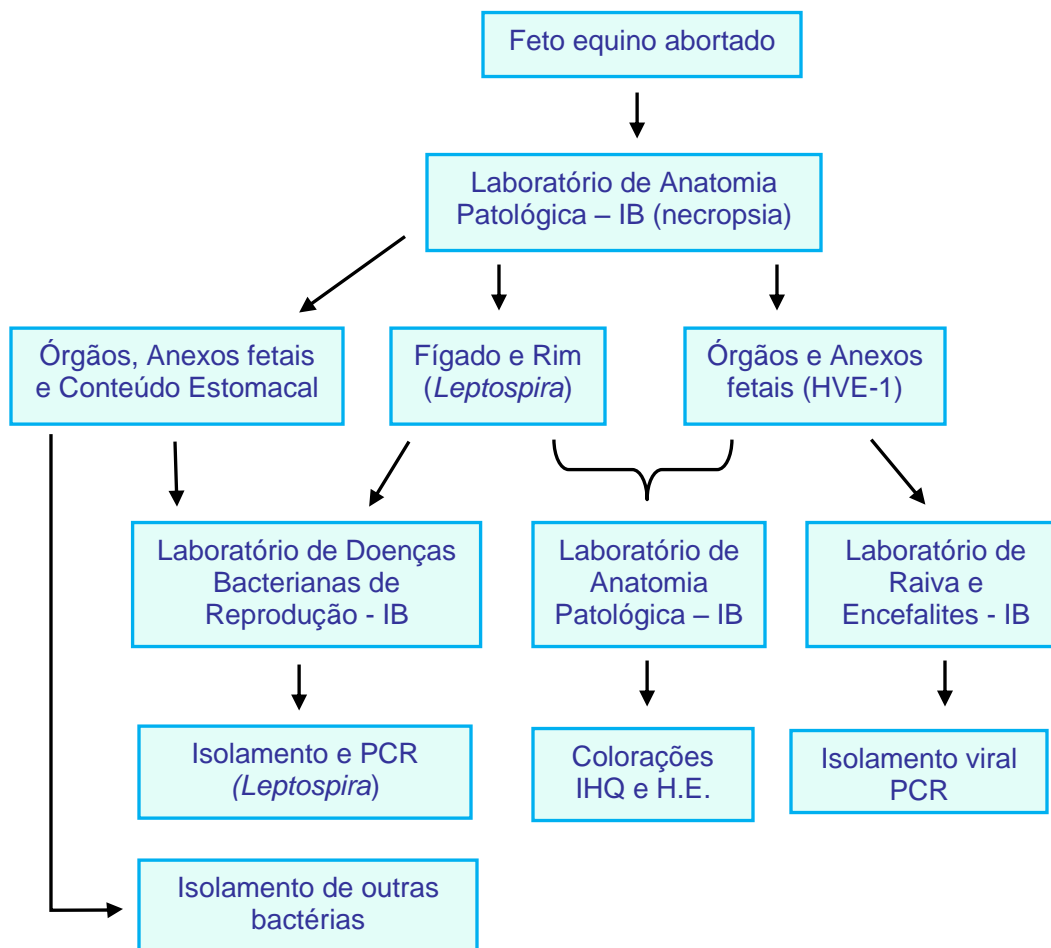 Feto equino abortado
Laboratório de Anatomia
Patológica – IB (necropsia)
Órgãos, Anexos fetais
e Conteúdo Estomacal
Fígado e Rim
(Leptospira)
Órgãos e Anexos
fetais (HVE-1)
Laboratório de Doenças
Bacterianas de
Reprodução - IB
Laboratório de
Anatomia
Patológica – IB
Laboratório de
Raiva e
Encefalites - IB
Isolamento e PCR
(Leptospira)
Colorações
IHQ e H.E.
Isolamento viral
PCR
Isolamento de outras
bactérias